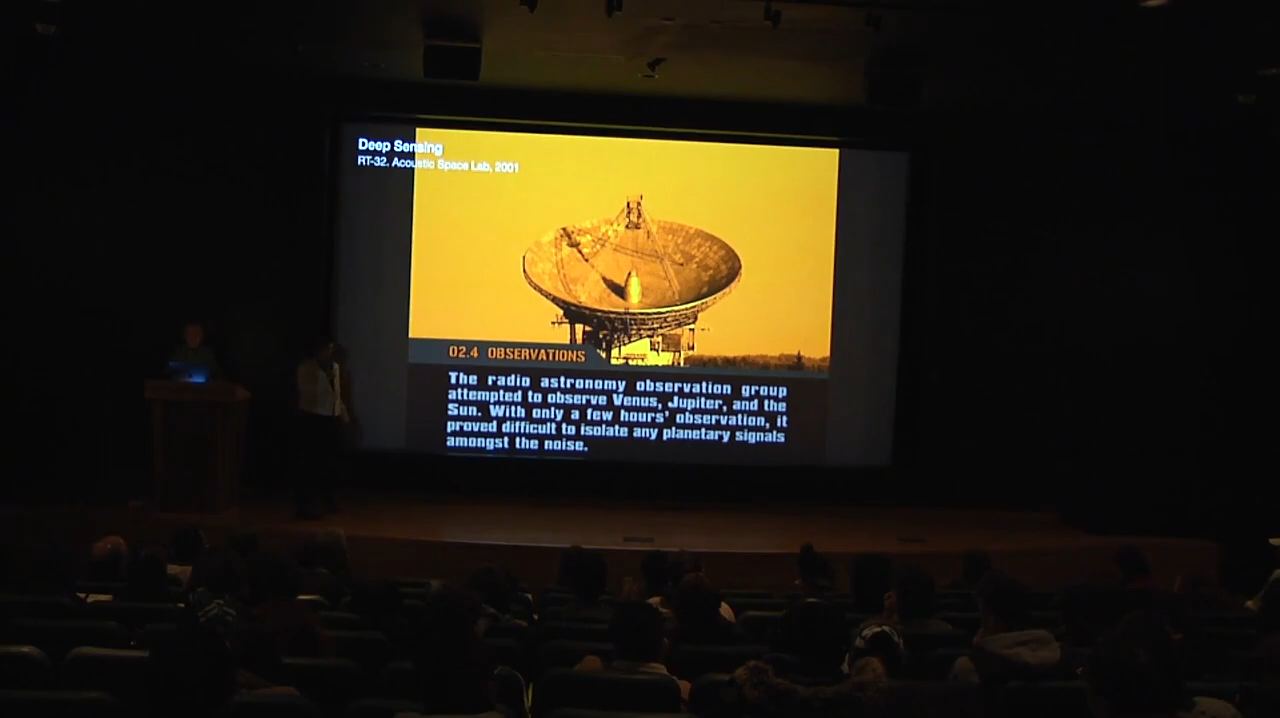 Deep Sensing
RT-32. Acoustic Space Lab, 2001
02.4 OBSERVATIONS
The radio astronomy observation group
attempted to observe Venus, Jupiter, and the
Sun. With only a few hours' observation, it
proved difficult to isolate any planetary signals
amongst the noise.